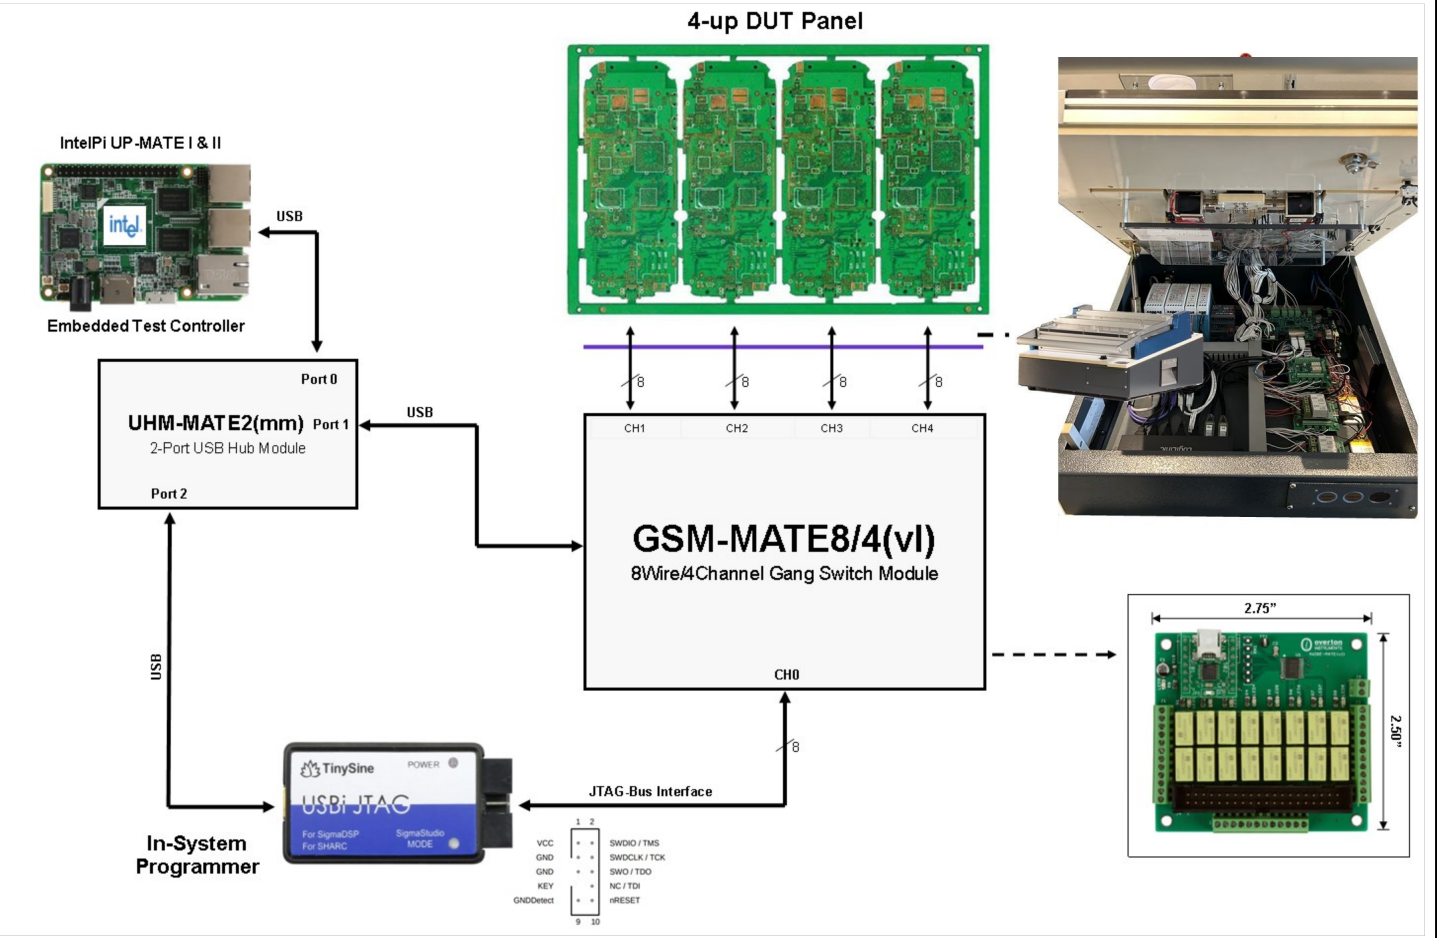 4-up DUT Panel
IntelPi UP-MATE I & II
intel
USB
Embedded Test Controller
Port 0
UHM-MATE2(mm)
Port 1
2-Port USB Hub Module
Port 2
USB
8
8
8
8
CH1
CH2
CH3
CH4
GSM-MATE8/4(vl)
8Wire/4Channel Gang Switch Module
CH0
8
USB
TinySine
POWER
USBi JTAG
For SigmaDSP
For SHARC
SigmaStudio
MODE
JTAG-Bus Interface
In-System
Programmer
1 2
VCC
SWDIO / TMS
GND
SWDCLK / TCK
GND
SWO / TDO
KEY
NC / TDI
GNDDetect
nRESET
9 10
2.75”
overton
INSTRUMENTS
2.50”
LogiLink